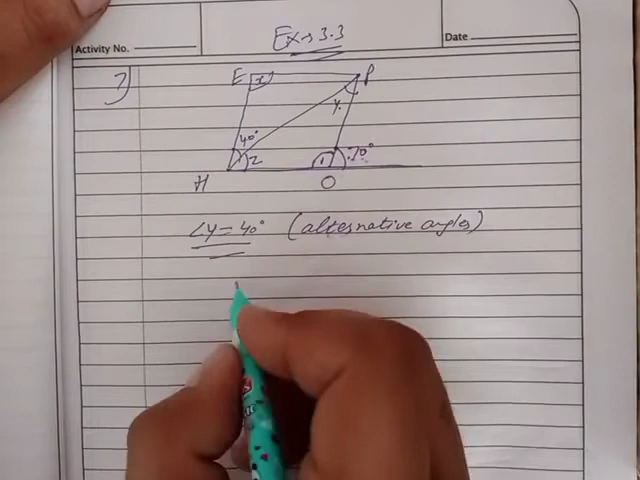 Ex→3.3
Activity No.
Date
7)
E x P
y
40°
z 1 70°
H O
∠y = 40° (alternative angles)